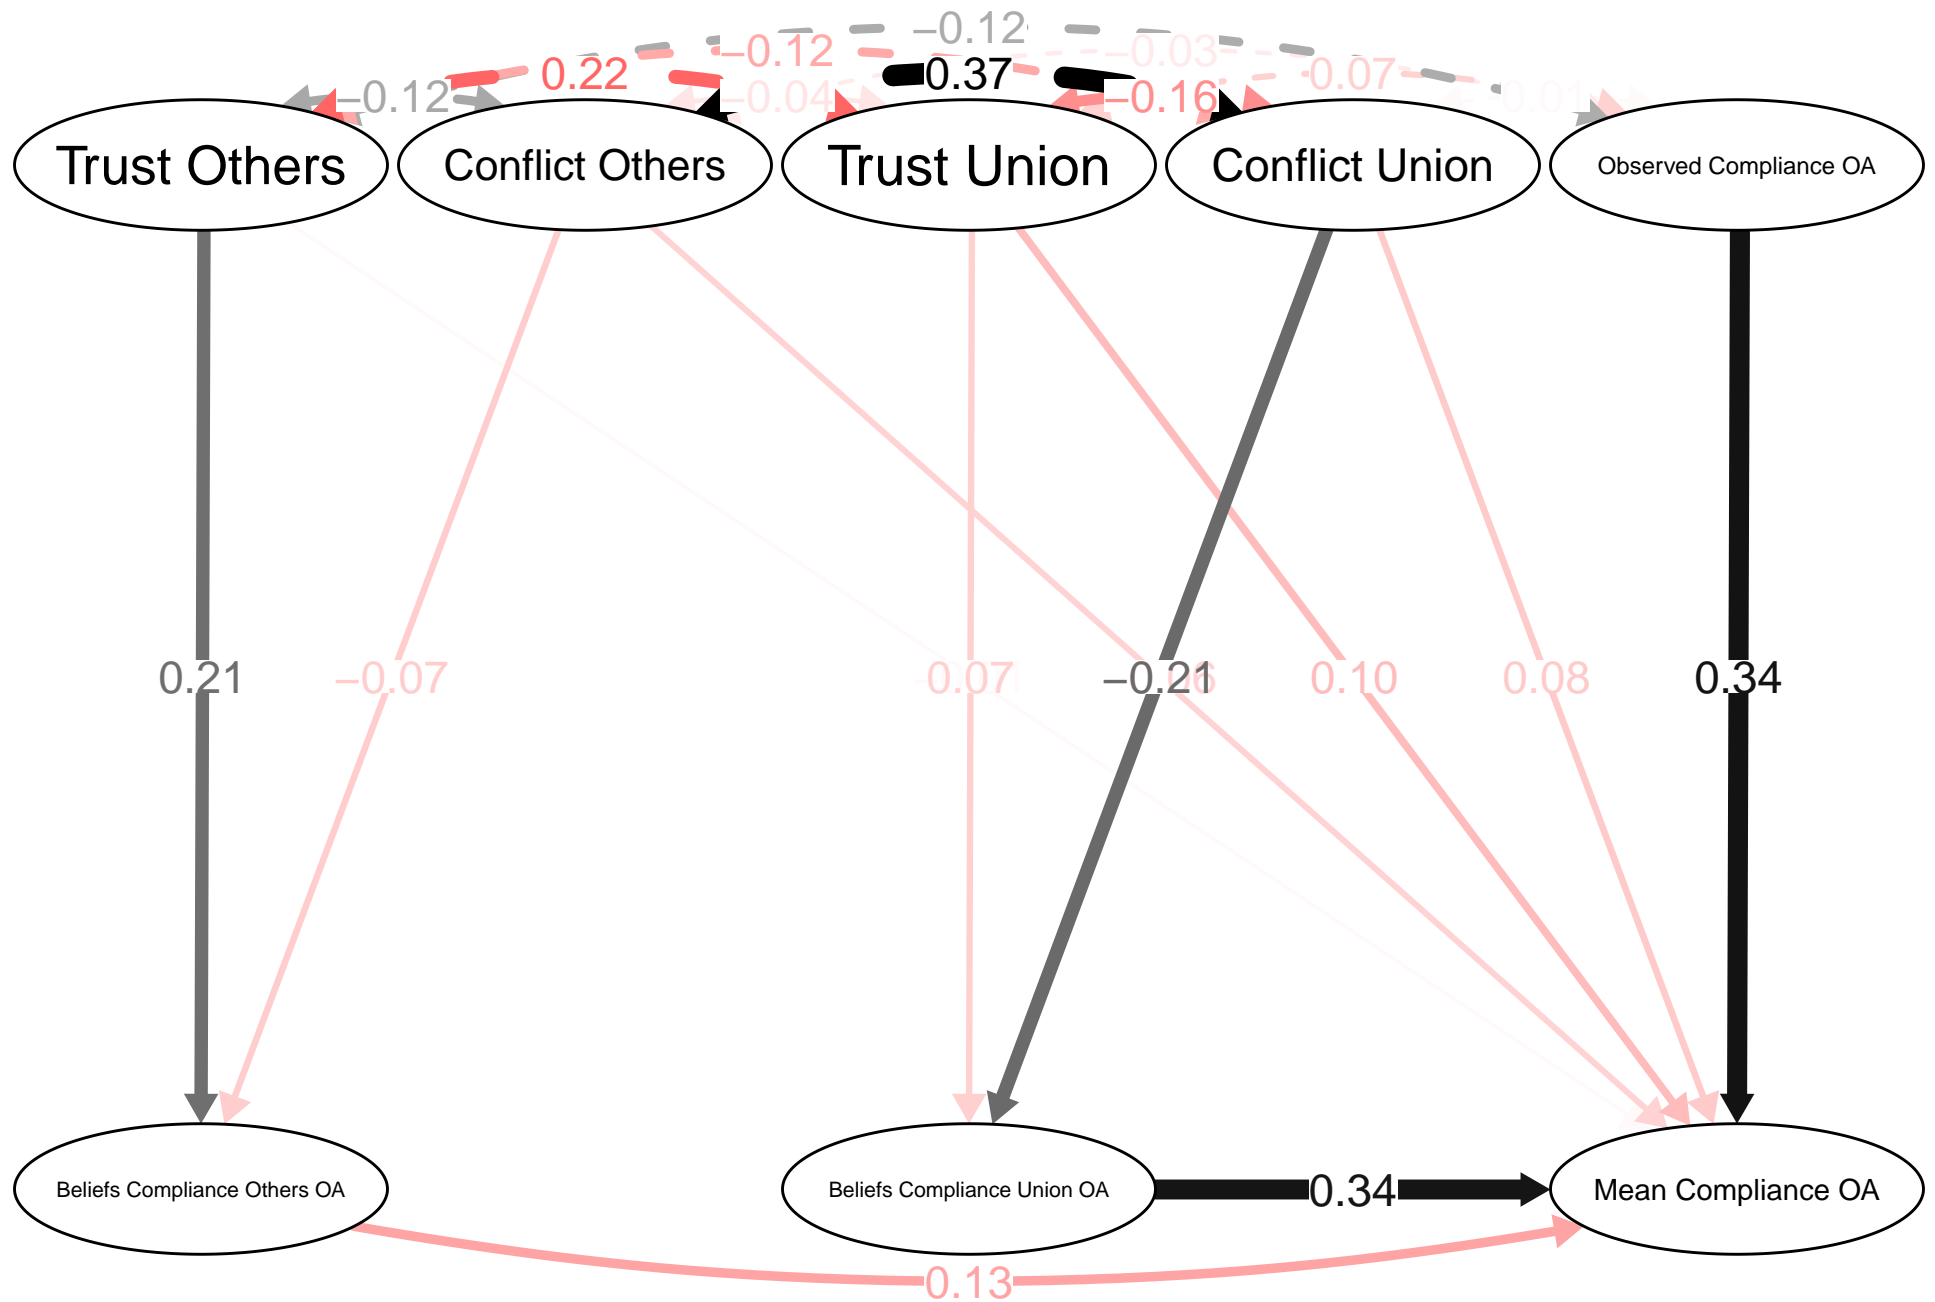 −0.12
−0.12
−0.03
0.22
0.37
0.07
−0.12
−0.04
−0.16
0.01
Trust Others
Conflict Others
Trust Union
Conflict Union
Observed Compliance OA
0.21
−0.07
0.07
−0.21
0.10
0.08
0.34
Beliefs Compliance Others OA
Beliefs Compliance Union OA
0.34
Mean Compliance OA
0.13